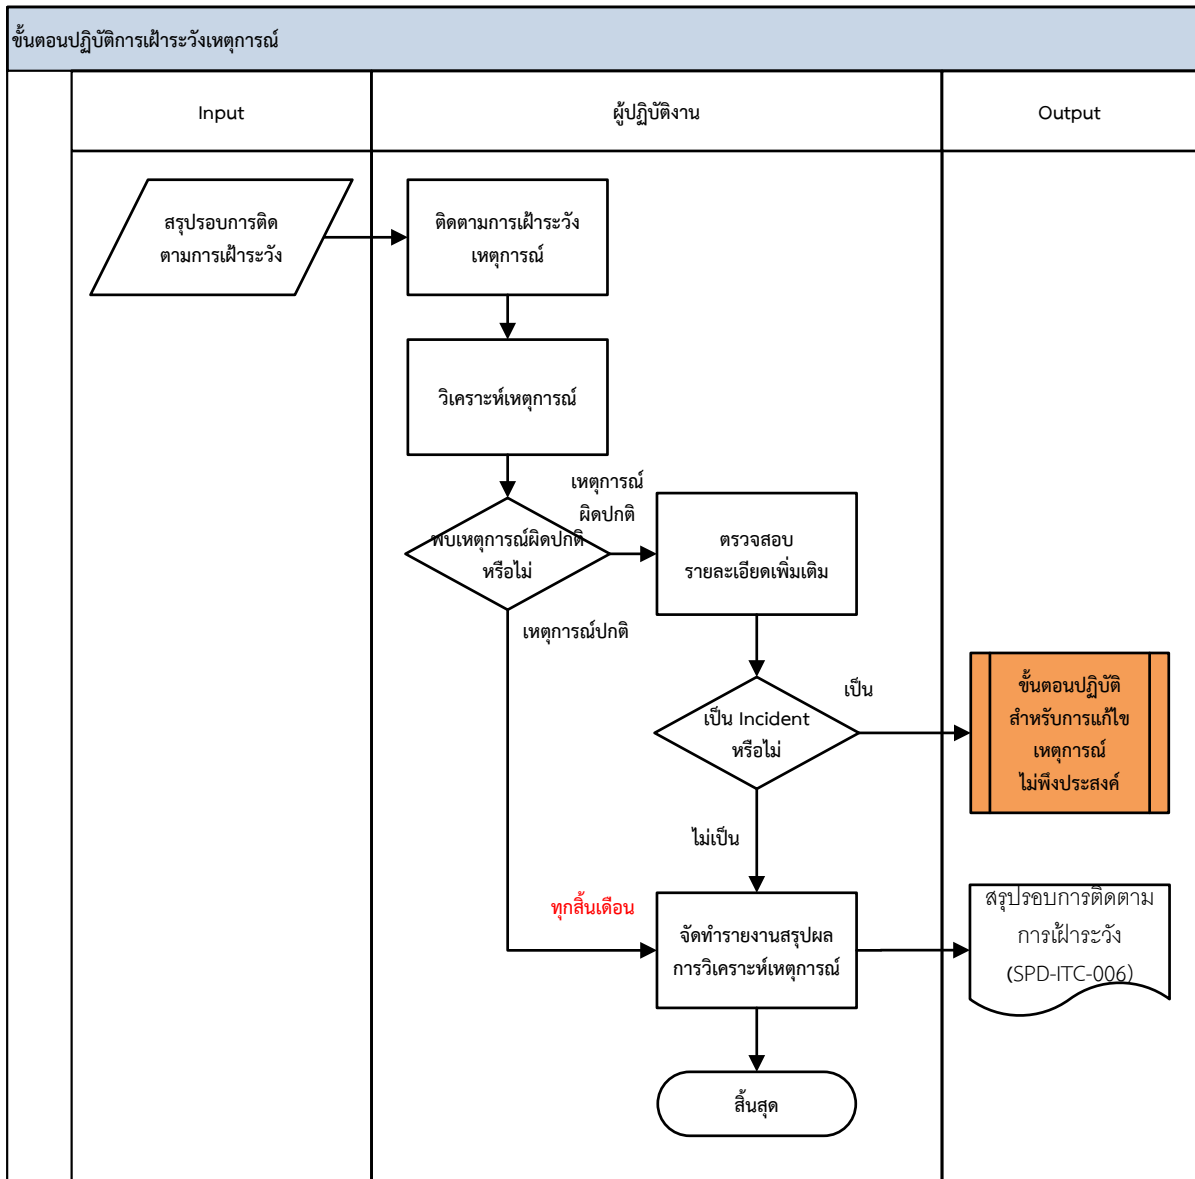 ขั้นตอนปฏิบัติการเฝ้าระวังเหตุการณ์
Input
ผู้ปฏิบัติงาน
Output
สรุปรอบการติด
ตามการเฝ้าระวัง
ติดตามการเฝ้าระวัง
เหตุการณ์
วิเคราะห์เหตุการณ์
เหตุการณ์
ผิดปกติ
พบเหตุการณ์ผิดปกติ
หรือไม่
ตรวจสอบ
รายละเอียดเพิ่มเติม
เหตุการณ์ปกติ
เป็น
เป็น Incident
หรือไม่
ขั้นตอนปฏิบัติ
สำหรับการแก้ไข
เหตุการณ์
ไม่พึงประสงค์
ไม่เป็น
ทุกสิ้นเดือน
จัดทำรายงานสรุปผล
การวิเคราะห์เหตุการณ์
สรุปรอบการติดตาม
การเฝ้าระวัง
(SPD-ITC-006)
สิ้นสุด